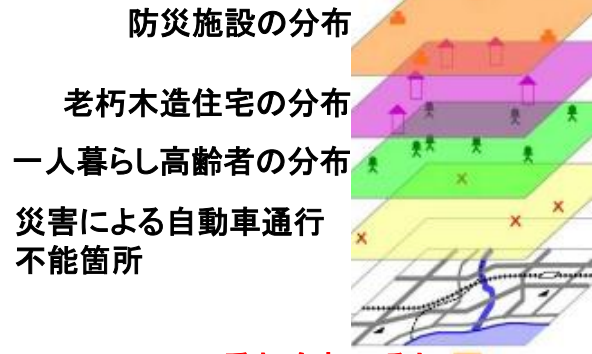 防災施設の分布
老朽木造住宅の分布
一人暮らし高齢者の分布
災害による自動車通行
不能箇所